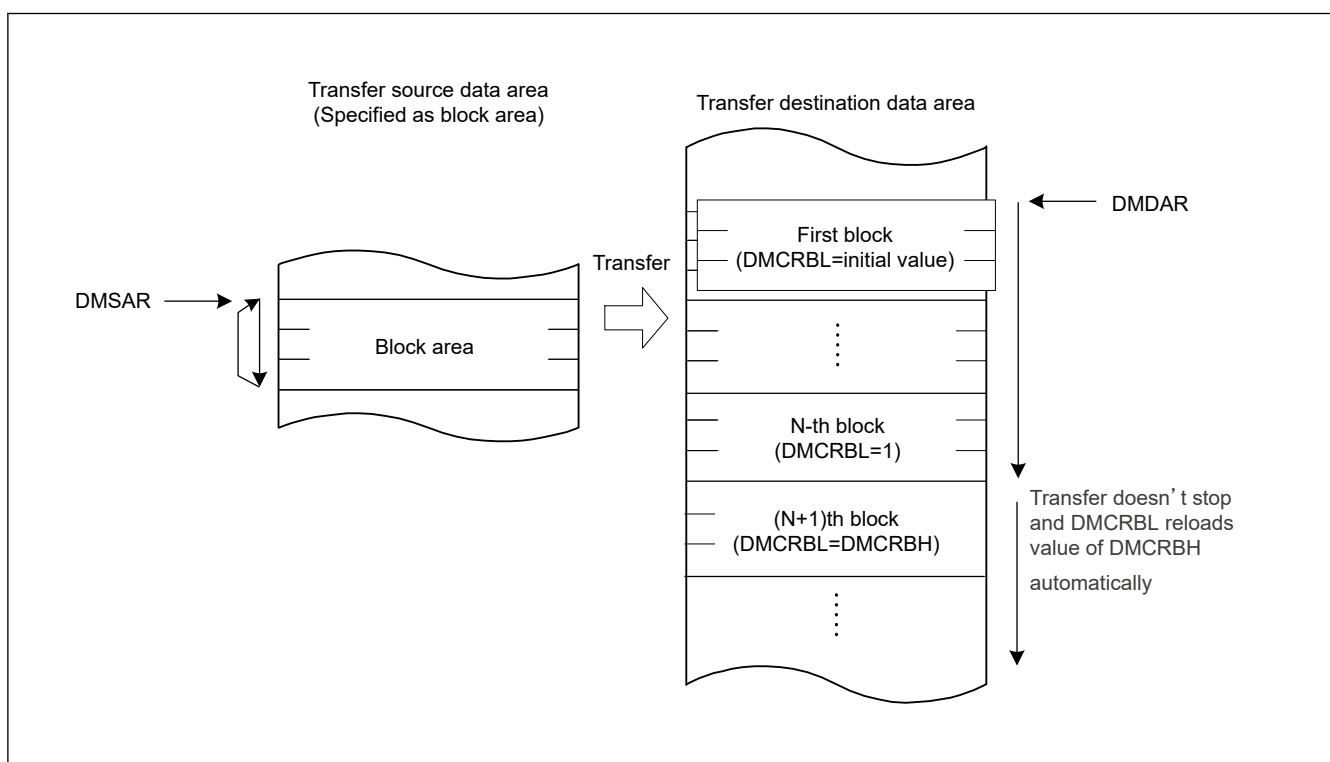 Transfer source data area
(Specified as block area)
Transfer destination data area
DMDAR
First block
(DMCRBL=initial value)
Transfer
DMSAR
Block area
N-th block
(DMCRBL=1)
(N+1)th block
(DMCRBL=DMCRBH)
Transfer doesn’t stop
and DMCRBL reloads
value of DMCRBH
automatically